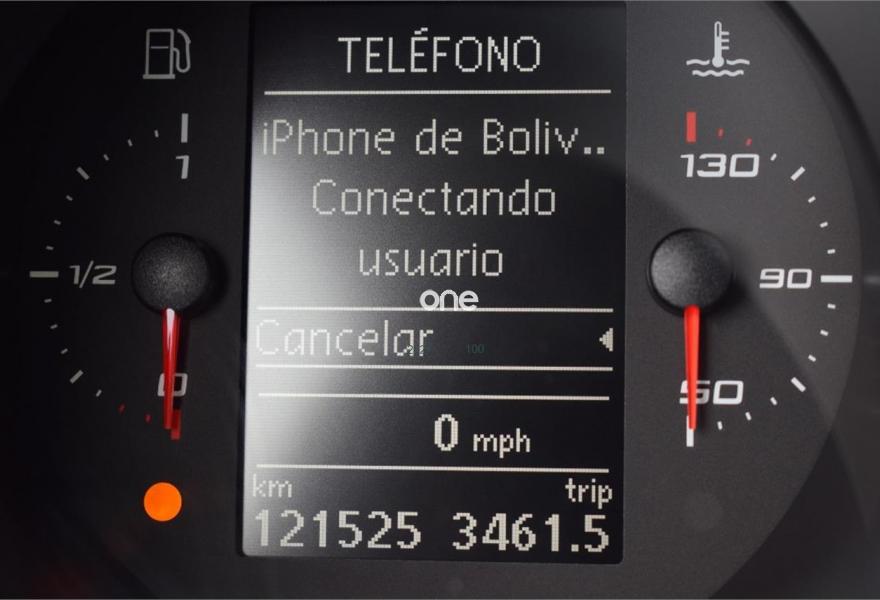 TELÉFONO
iPhone de Boliv..
Conectando
usuario
one
Cancelar
100
0 mph
km trip
121525 3461.5
1
1/2
0
130
90
50